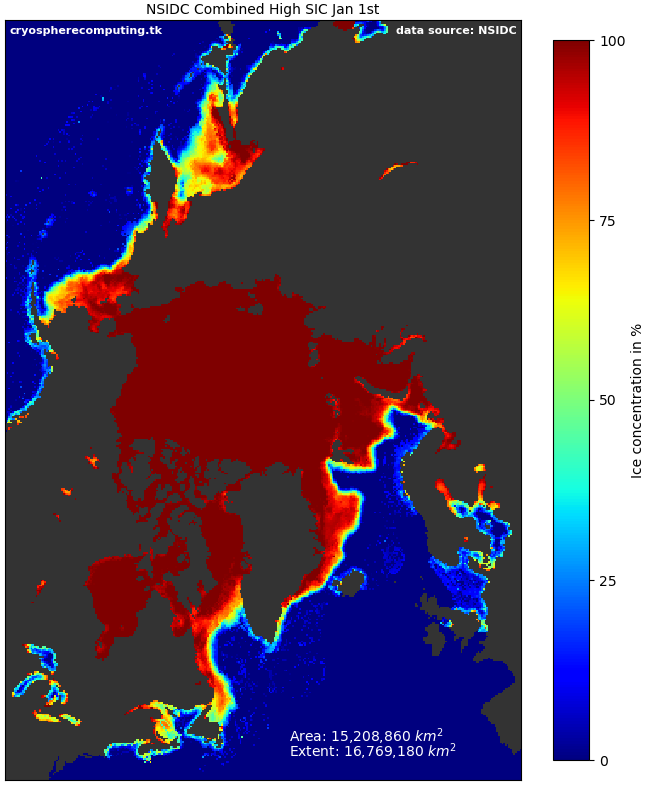 NSIDC Combined High SIC Jan 1st
cryospherecomputing.tk
data source: NSIDC
100
75
50
25
0
Ice concentration in %
Area: 15,208,860 km²
Extent: 16,769,180 km²